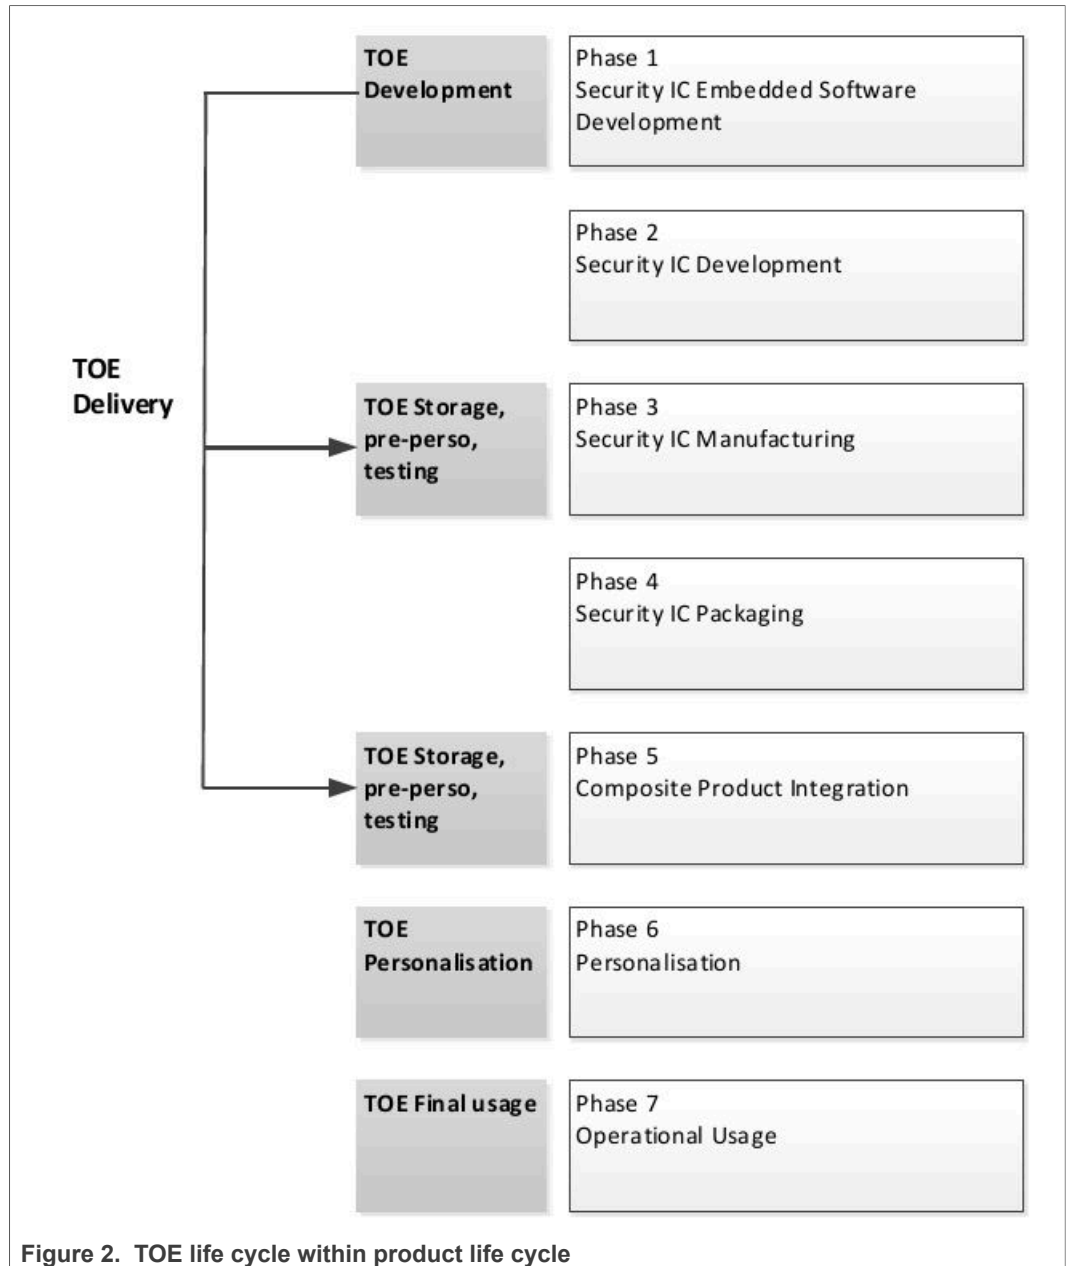 TOE
Development
Phase 1
Security IC Embedded Software
Development
Phase 2
Security IC Development
TOE
Delivery
TOE Storage,
pre-perso,
testing
Phase 3
Security IC Manufacturing
Phase 4
Security IC Packaging
TOE Storage,
pre-perso,
testing
Phase 5
Composite Product Integration
TOE
Personalisation
Phase 6
Personalisation
TOE Final usage
Phase 7
Operational Usage
Figure 2. TOE life cycle within product life cycle